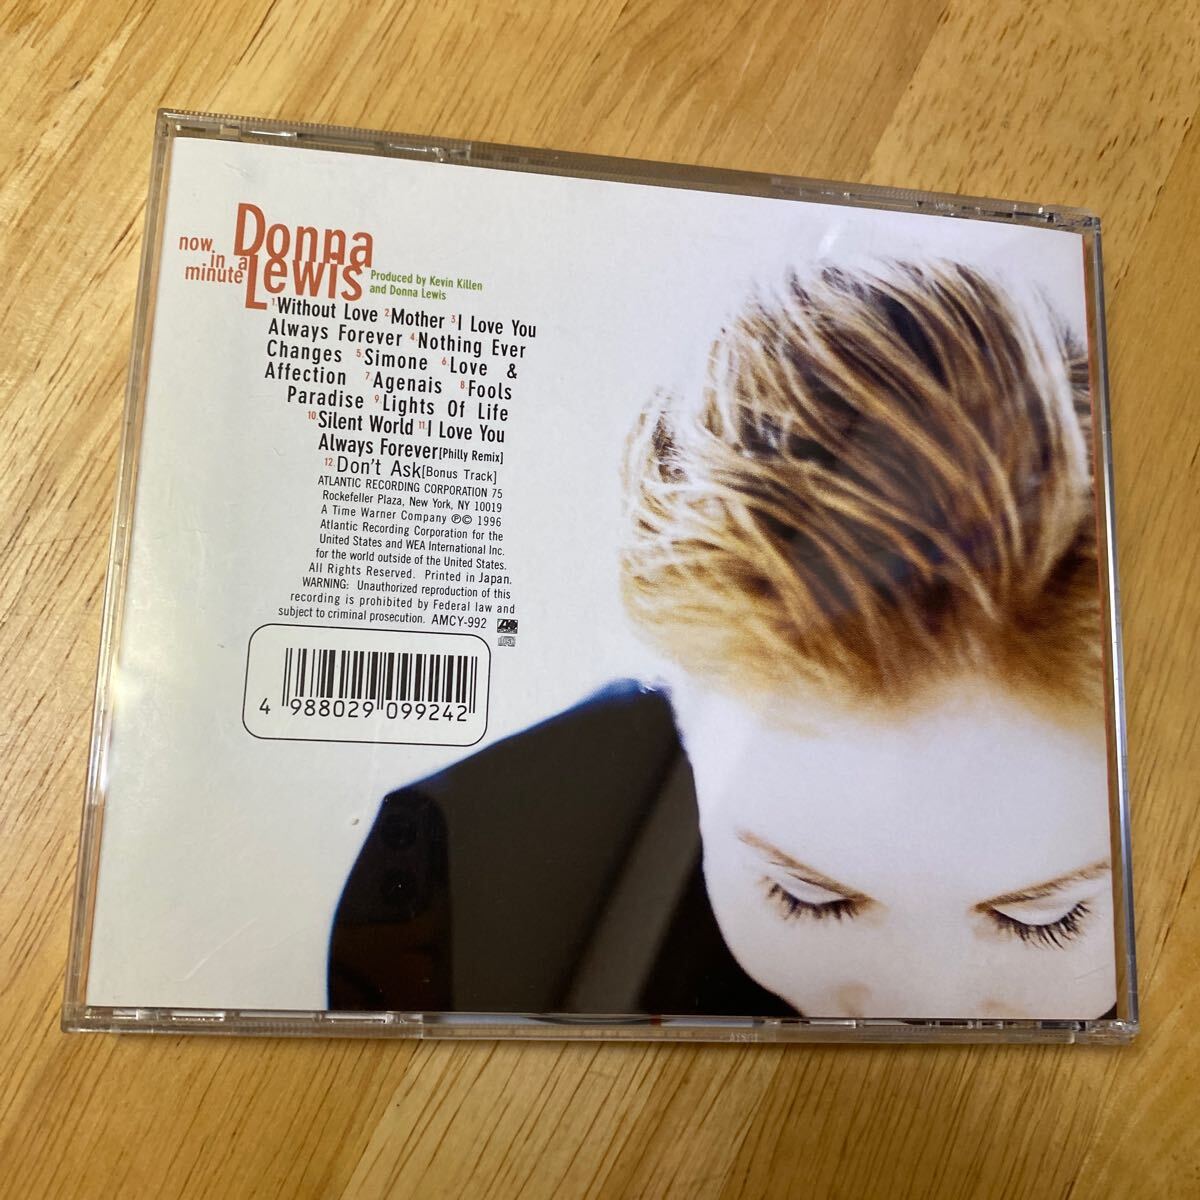 Donna
Lewis
now
in a
minute
Produced by Kevin Killen
and Donna Lewis
1.Without Love 2.Mother 3.I Love You
Always Forever 4.Nothing Ever
Changes 5.Simone 6.Love &
Affection 7.Agenais 8.Fools
Paradise 9.Lights Of Life
10.Silent World 11.I Love You
Always Forever[Philly Remix]
12.Don't Ask[Bonus Track]
ATLANTIC RECORDING CORPORATION 75
Rockefeller Plaza, New York, NY 10019
A Time Warner Company ℗© 1996
Atlantic Recording Corporation for the
United States and WEA International Inc.
for the world outside of the United States.
All Rights Reserved. Printed in Japan.
WARNING: Unauthorized reproduction of this
recording is prohibited by Federal law and
subject to criminal prosecution. AMCY-992
4 988029 099242